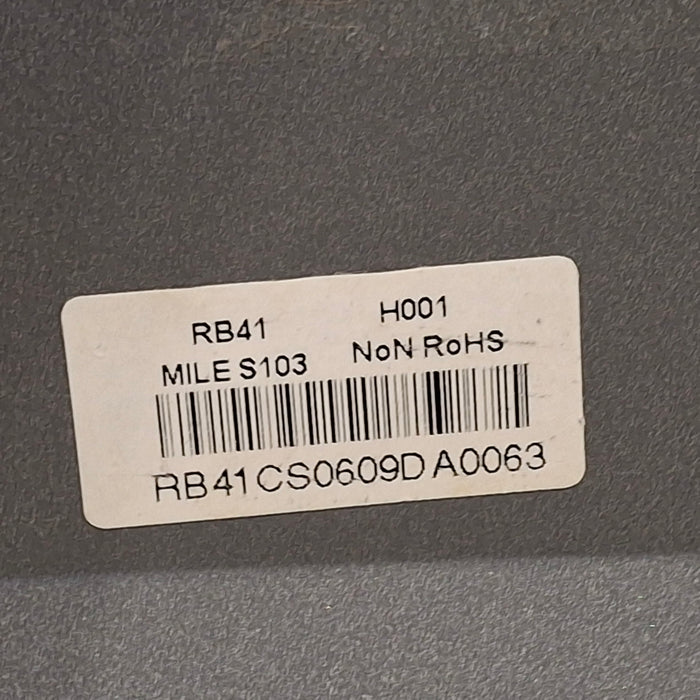 RB41 H001
MILE S103 NoN RoHS
RB41CS0609DA0063